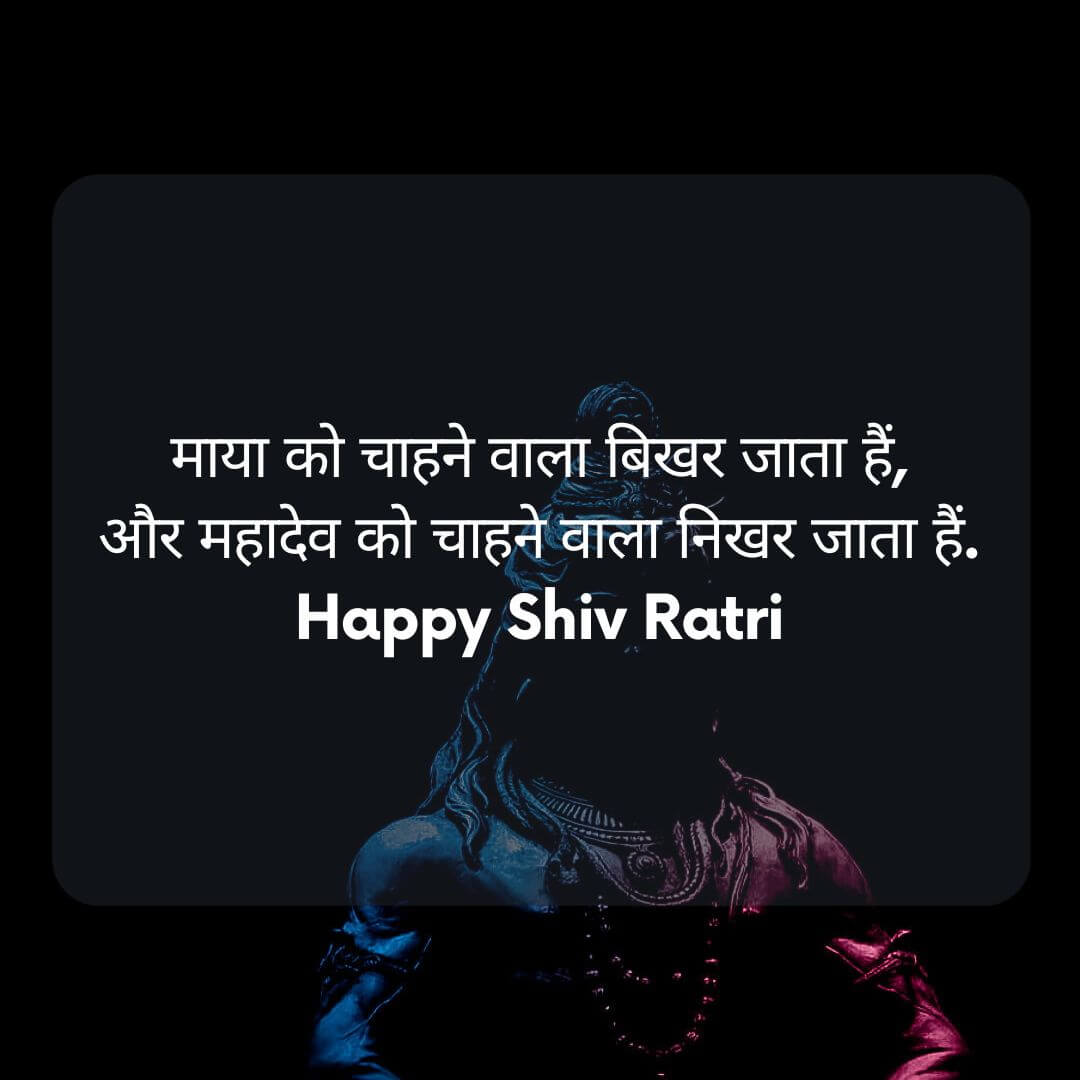 माया को चाहने वाला बिखर जाता हैं,
और महादेव को चाहने वाला निखर जाता हैं.
Happy Shiv Ratri